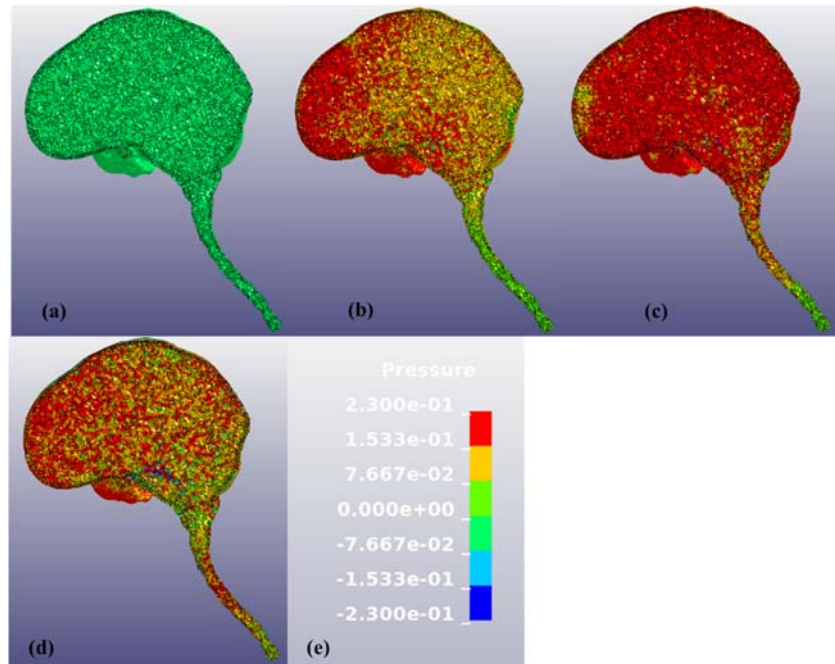 (a)
(b)
(c)
(d)
(e)
Pressure
2.300e-01
1.533e-01
7.667e-02
0.000e+00
-7.667e-02
-1.533e-01
-2.300e-01